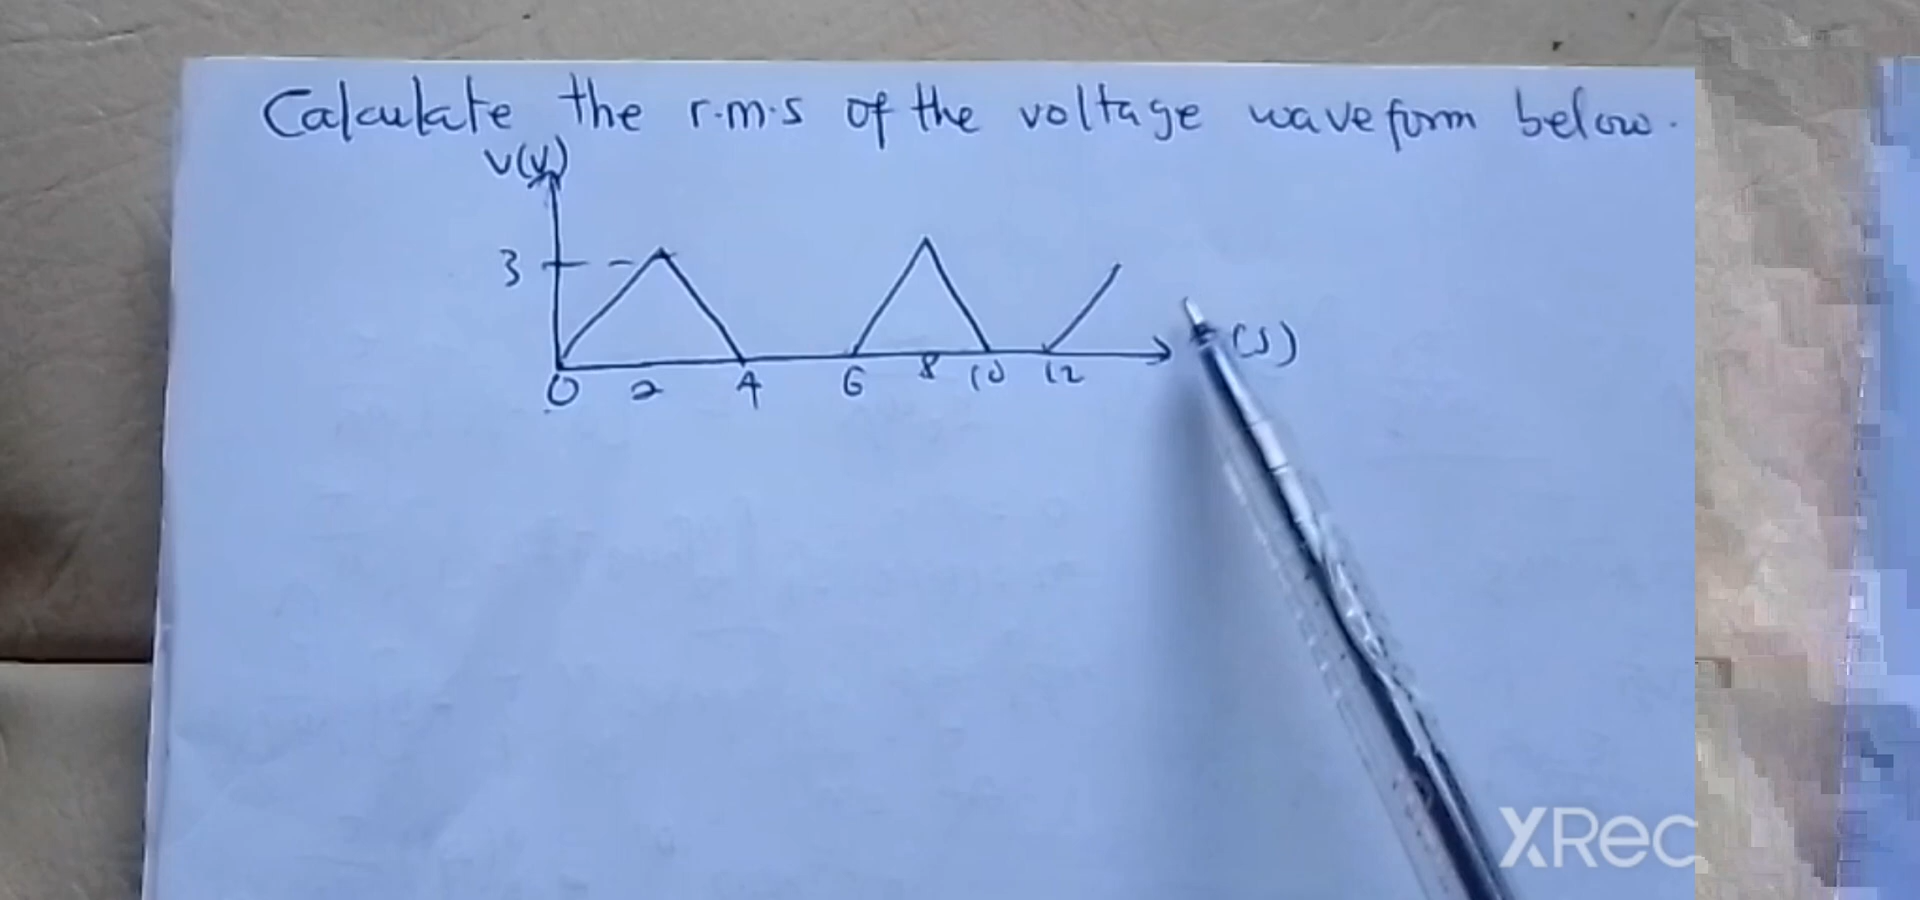 Calculate the r.m.s of the voltage waveform below.
V(V)
3
(s)
0 2 4 6 8 10 12
XRec